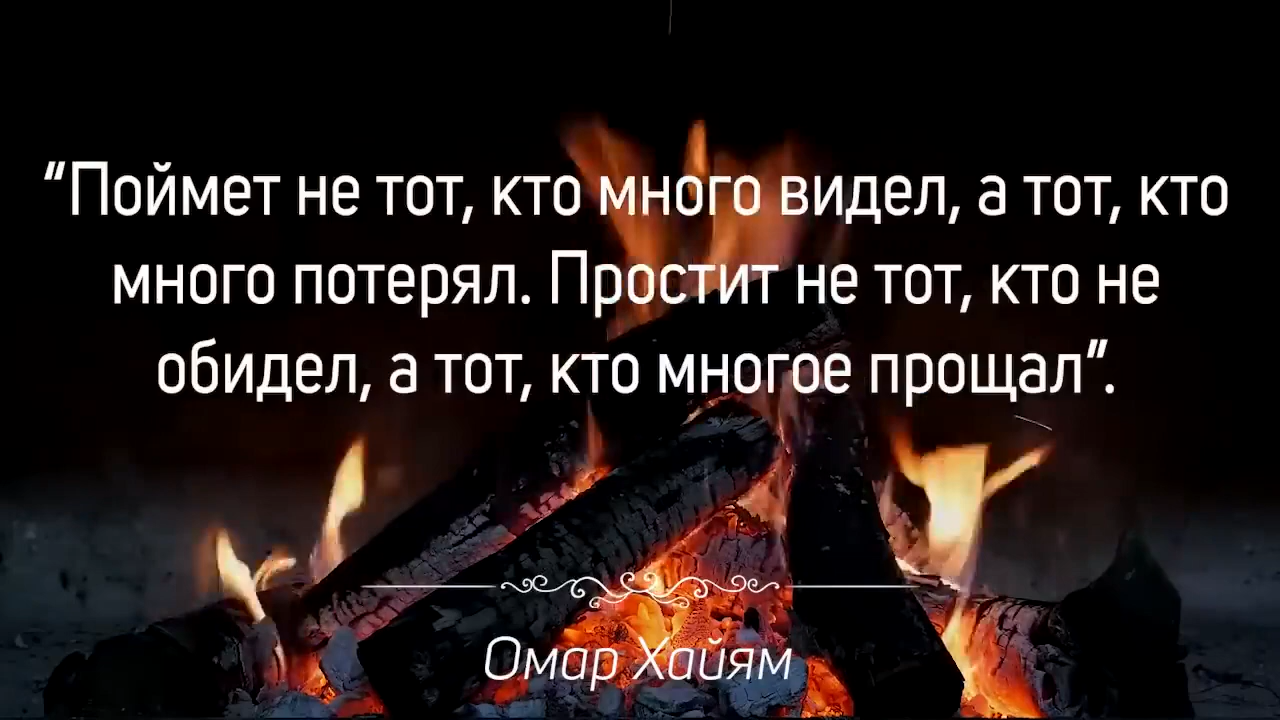 “Поймет не тот, кто много видел, а тот, кто
много потерял. Простит не тот, кто не
обидел, а тот, кто многое прощал”.
Омар Хайям